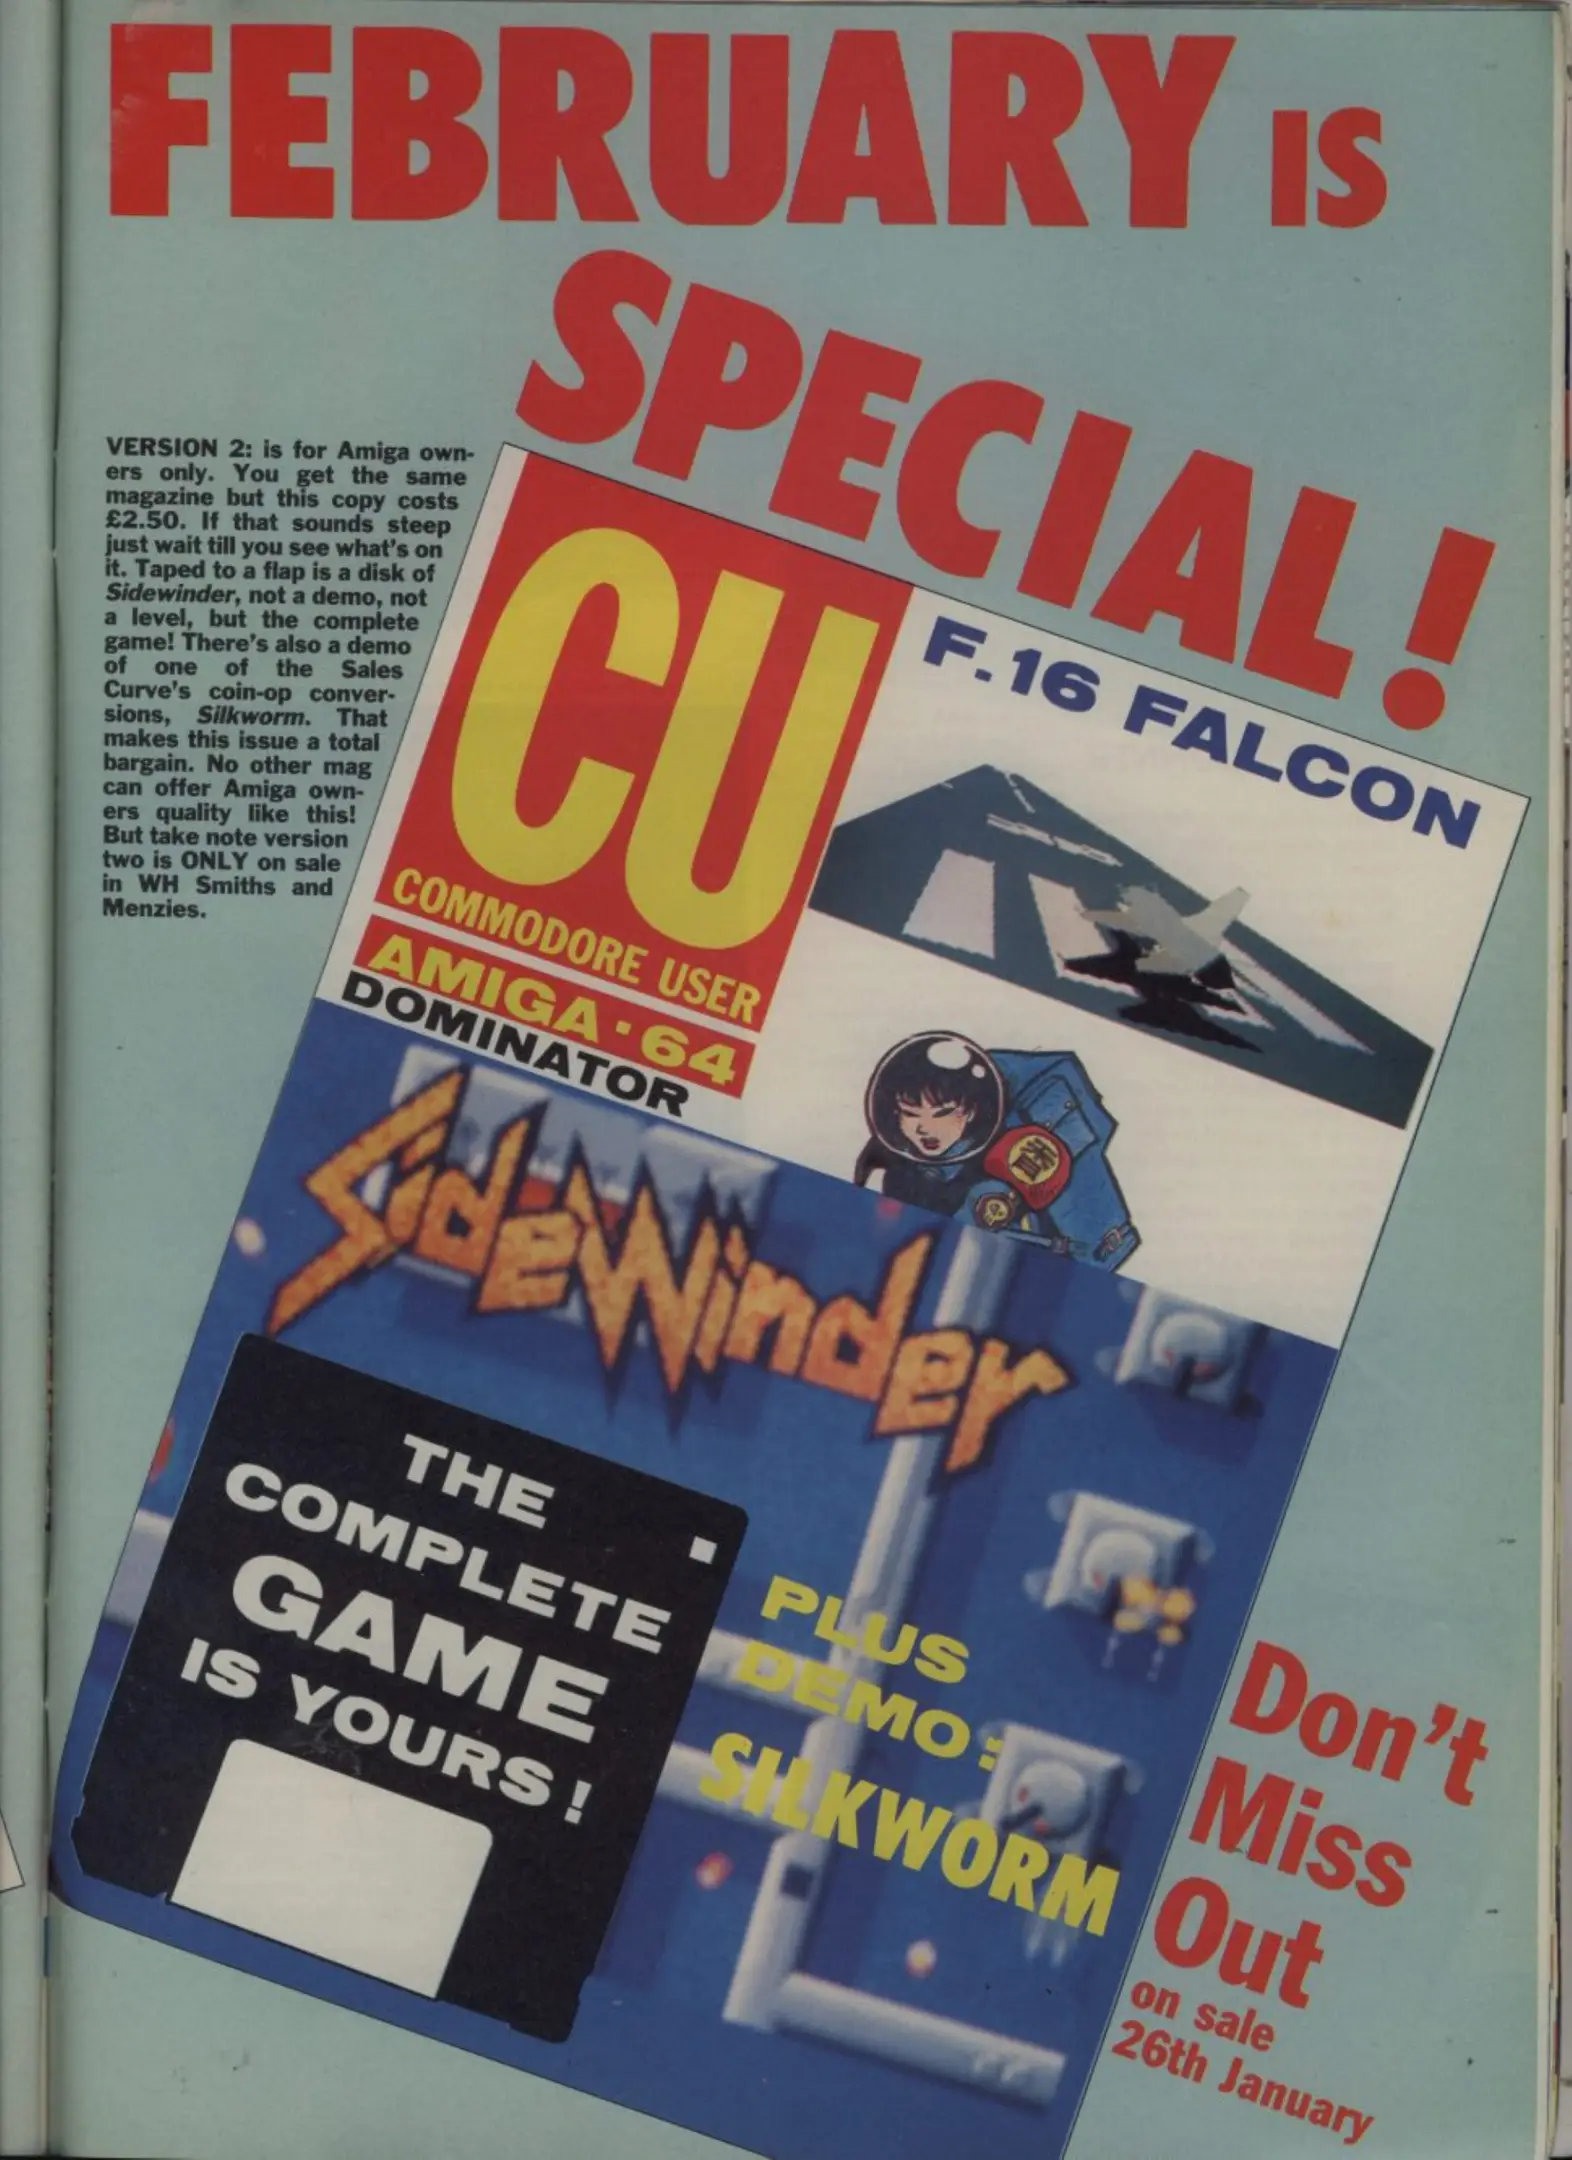 FEBRUARY IS
SPECIAL!
VERSION 2: is for Amiga own-
ers only. You get the same
magazine but this copy costs
£2.50. If that sounds steep
just wait till you see what's on
it. Taped to a flap is a disk of
Sidewinder, not a demo, not
a level, but the complete
game! There's also a demo
of one of the Sales
Curve's coin-op conver-
sions, Silkworm. That
makes this issue a total
bargain. No other mag
can offer Amiga own-
ers quality like this!
But take note version
two is ONLY on sale
in WH Smiths and
Menzies.
CU
COMMODORE USER
AMIGA · 64
DOMINATOR
F.16 FALCON
香
SideWinder
THE
COMPLETE
GAME
IS YOURS!
PLUS
DEMO:
SILKWORM
Don't
Miss
Out
on sale
26th January